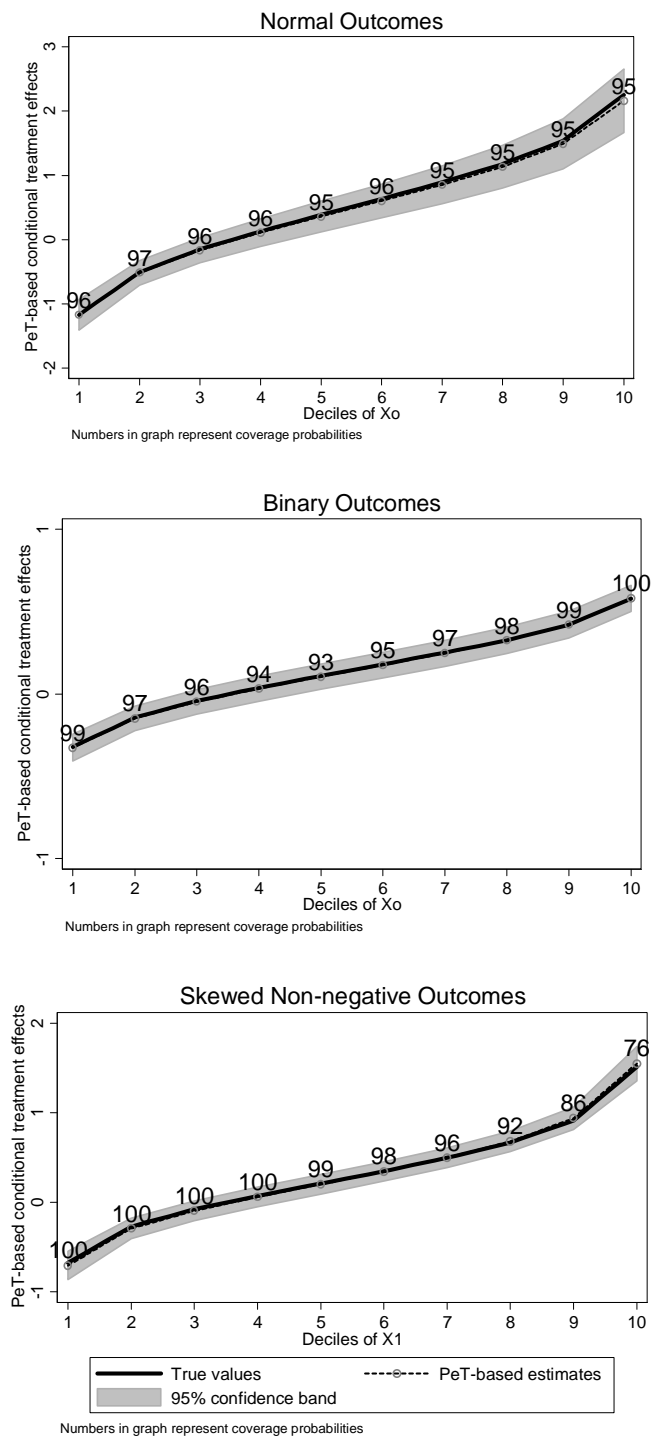 Normal Outcomes
PeT-based conditional treatment effects
3
2
1
0
-1
-2
96
97
96
96
95
96
95
95
95
95
1 2 3 4 5 6 7 8 9 10
Deciles of Xo
Numbers in graph represent coverage probabilities
Binary Outcomes
PeT-based conditional treatment effects
1
0
-1
99
97
96
94
93
95
97
98
99
100
1 2 3 4 5 6 7 8 9 10
Deciles of Xo
Numbers in graph represent coverage probabilities
Skewed Non-negative Outcomes
PeT-based conditional treatment effects
2
1
0
-1
100
100
100
100
99
98
96
92
86
76
1 2 3 4 5 6 7 8 9 10
Deciles of X1
True values PeT-based estimates
95% confidence band
Numbers in graph represent coverage probabilities